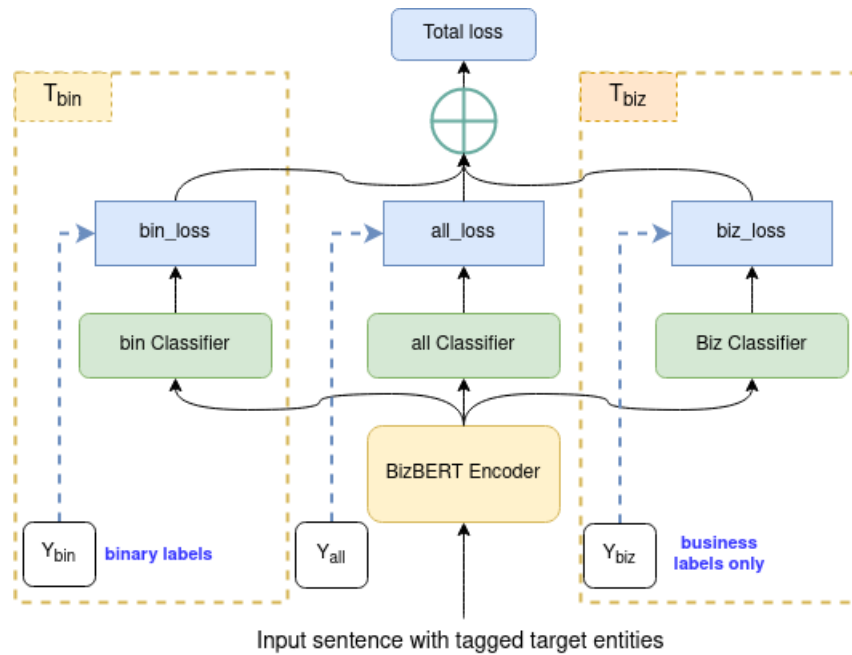 Total loss
T_bin
T_biz
bin_loss
all_loss
biz_loss
bin Classifier
all Classifier
Biz Classifier
BizBERT Encoder
Y_bin
binary labels
Y_all
Y_biz
business
labels only
Input sentence with tagged target entities